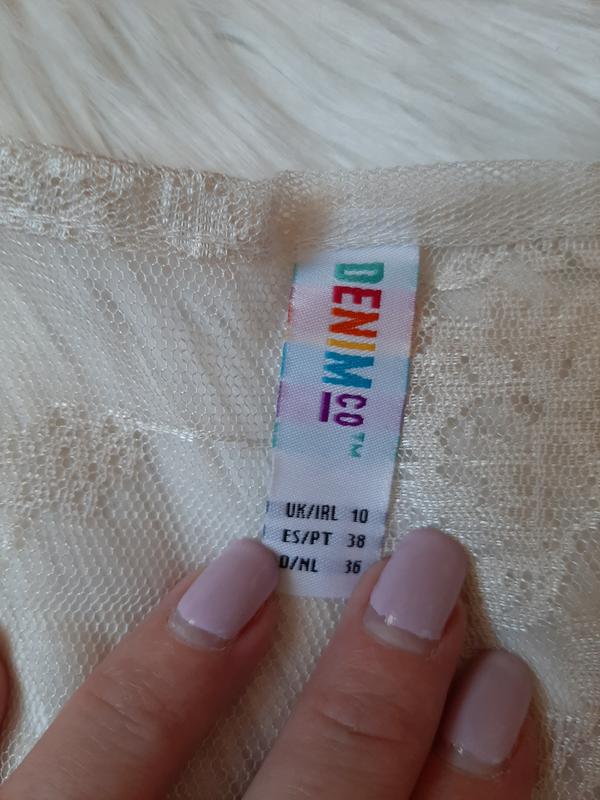 DENIM CO™
UK/IRL 10
ES/PT 38
D/NL 36